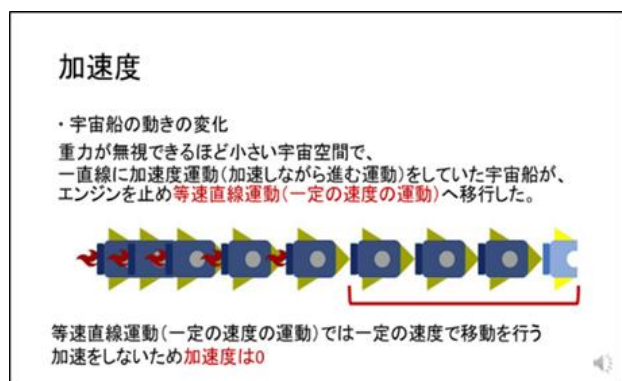 加速度
・宇宙船の動きの変化
重力が無視できるほど小さい宇宙空間で、
一直線に加速度運動(加速しながら進む運動)をしていた宇宙船が、
エンジンを止め等速直線運動(一定の速度の運動)へ移行した。
等速直線運動(一定の速度の運動)では一定の速度で移動を行う
加速をしないため加速度は0